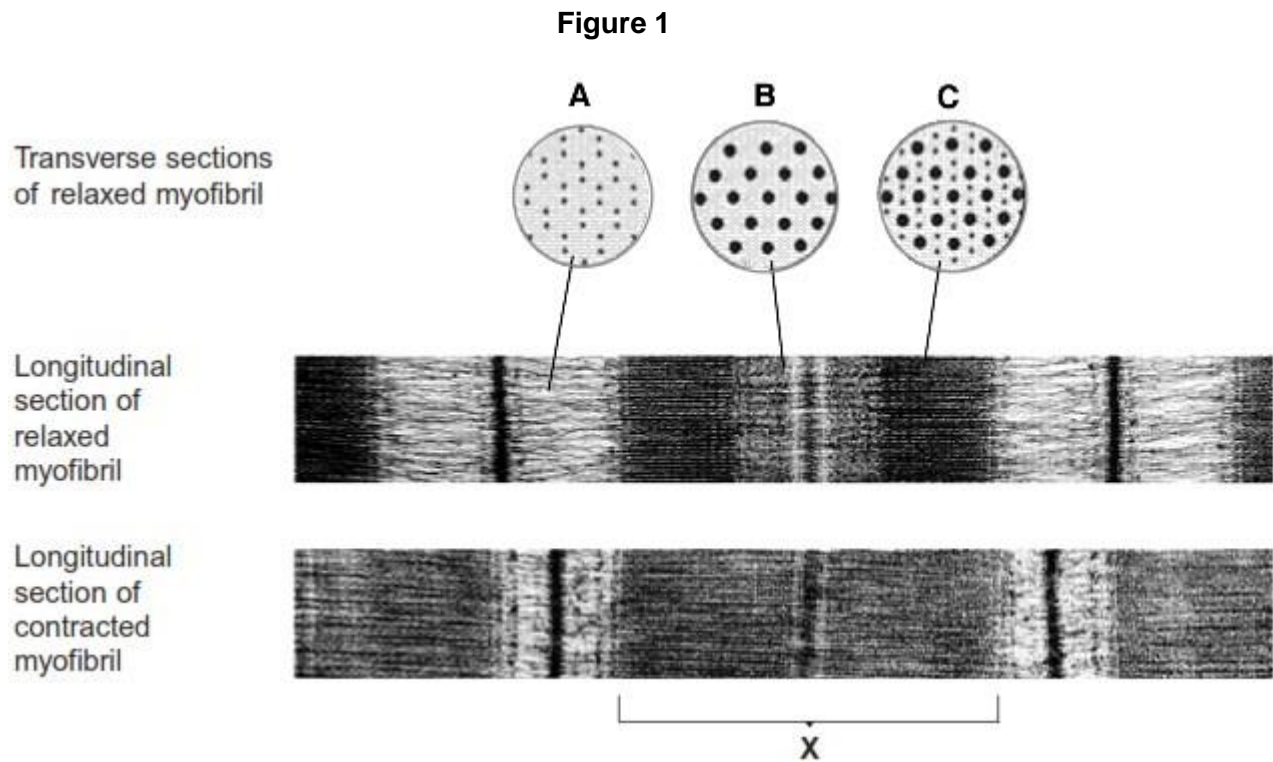 Figure 1
A
B
C
Transverse sections
of relaxed myofibril
Longitudinal
section of
relaxed
myofibril
Longitudinal
section of
contracted
myofibril
X